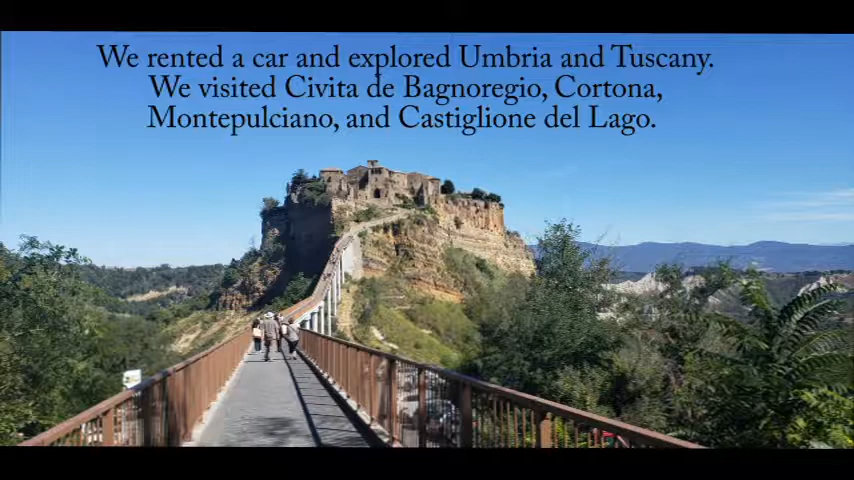 We rented a car and explored Umbria and Tuscany.
We visited Civita de Bagnoregio, Cortona,
Montepulciano, and Castiglione del Lago.